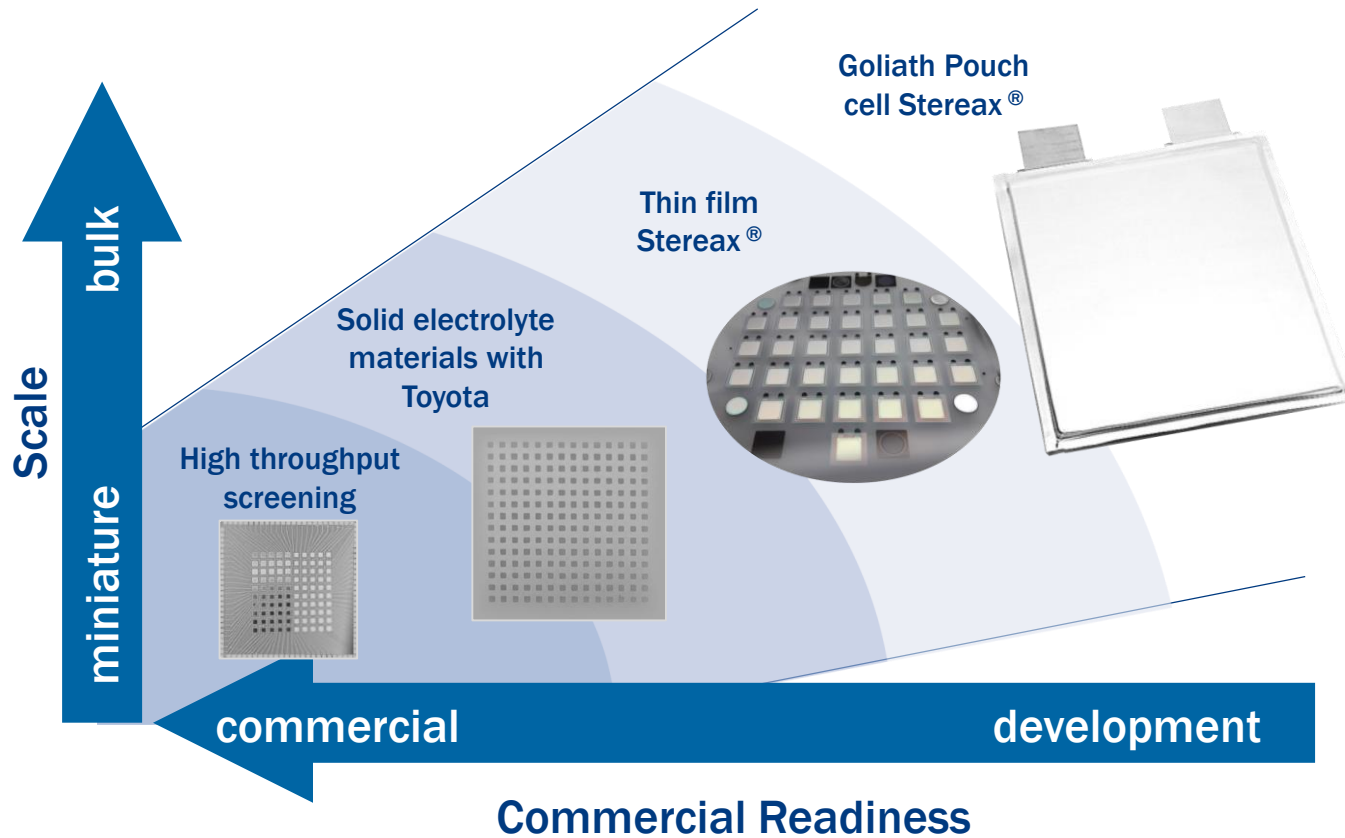 Goliath Pouch
cell Stereax ®
Thin film
Stereax ®
Solid electrolyte
materials with
Toyota
High throughput
screening
Scale
bulk
miniature
commercial
development
Commercial Readiness